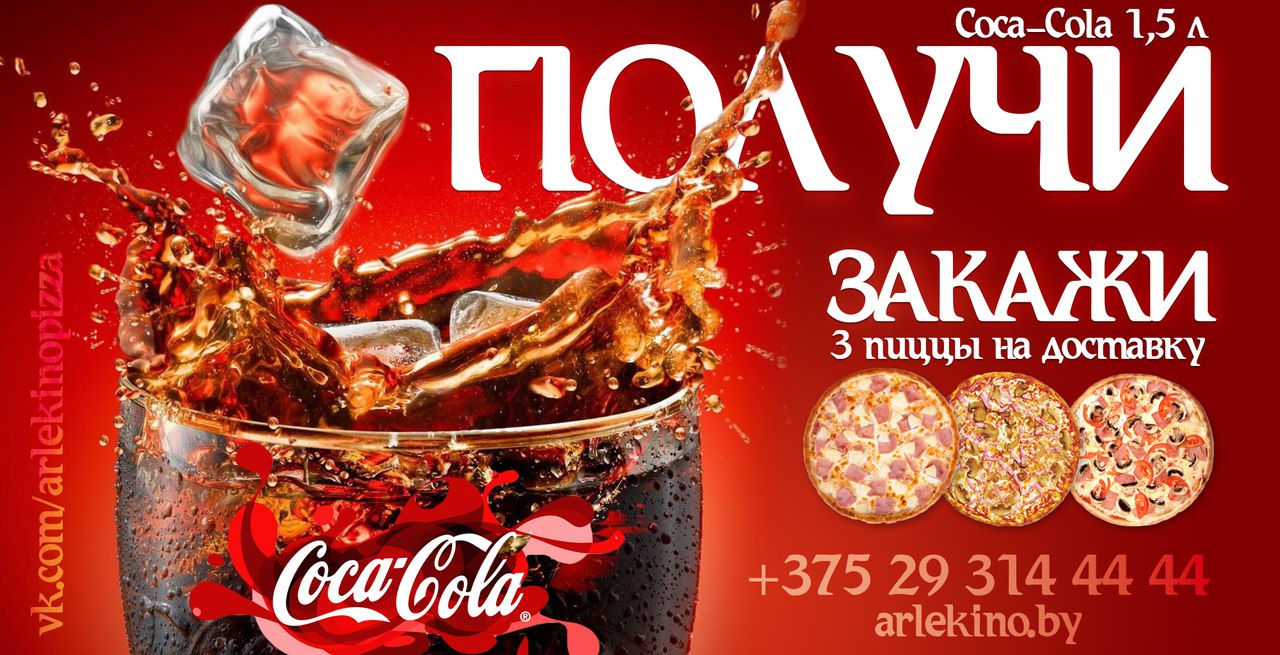 Coca-Cola 1,5 л
ПОЛУЧИ
ЗАКАЖИ
3 пиццы на доставку
+375 29 314 44 44
arlekino.by
vk.com/arlekinopizza
Coca-Cola®